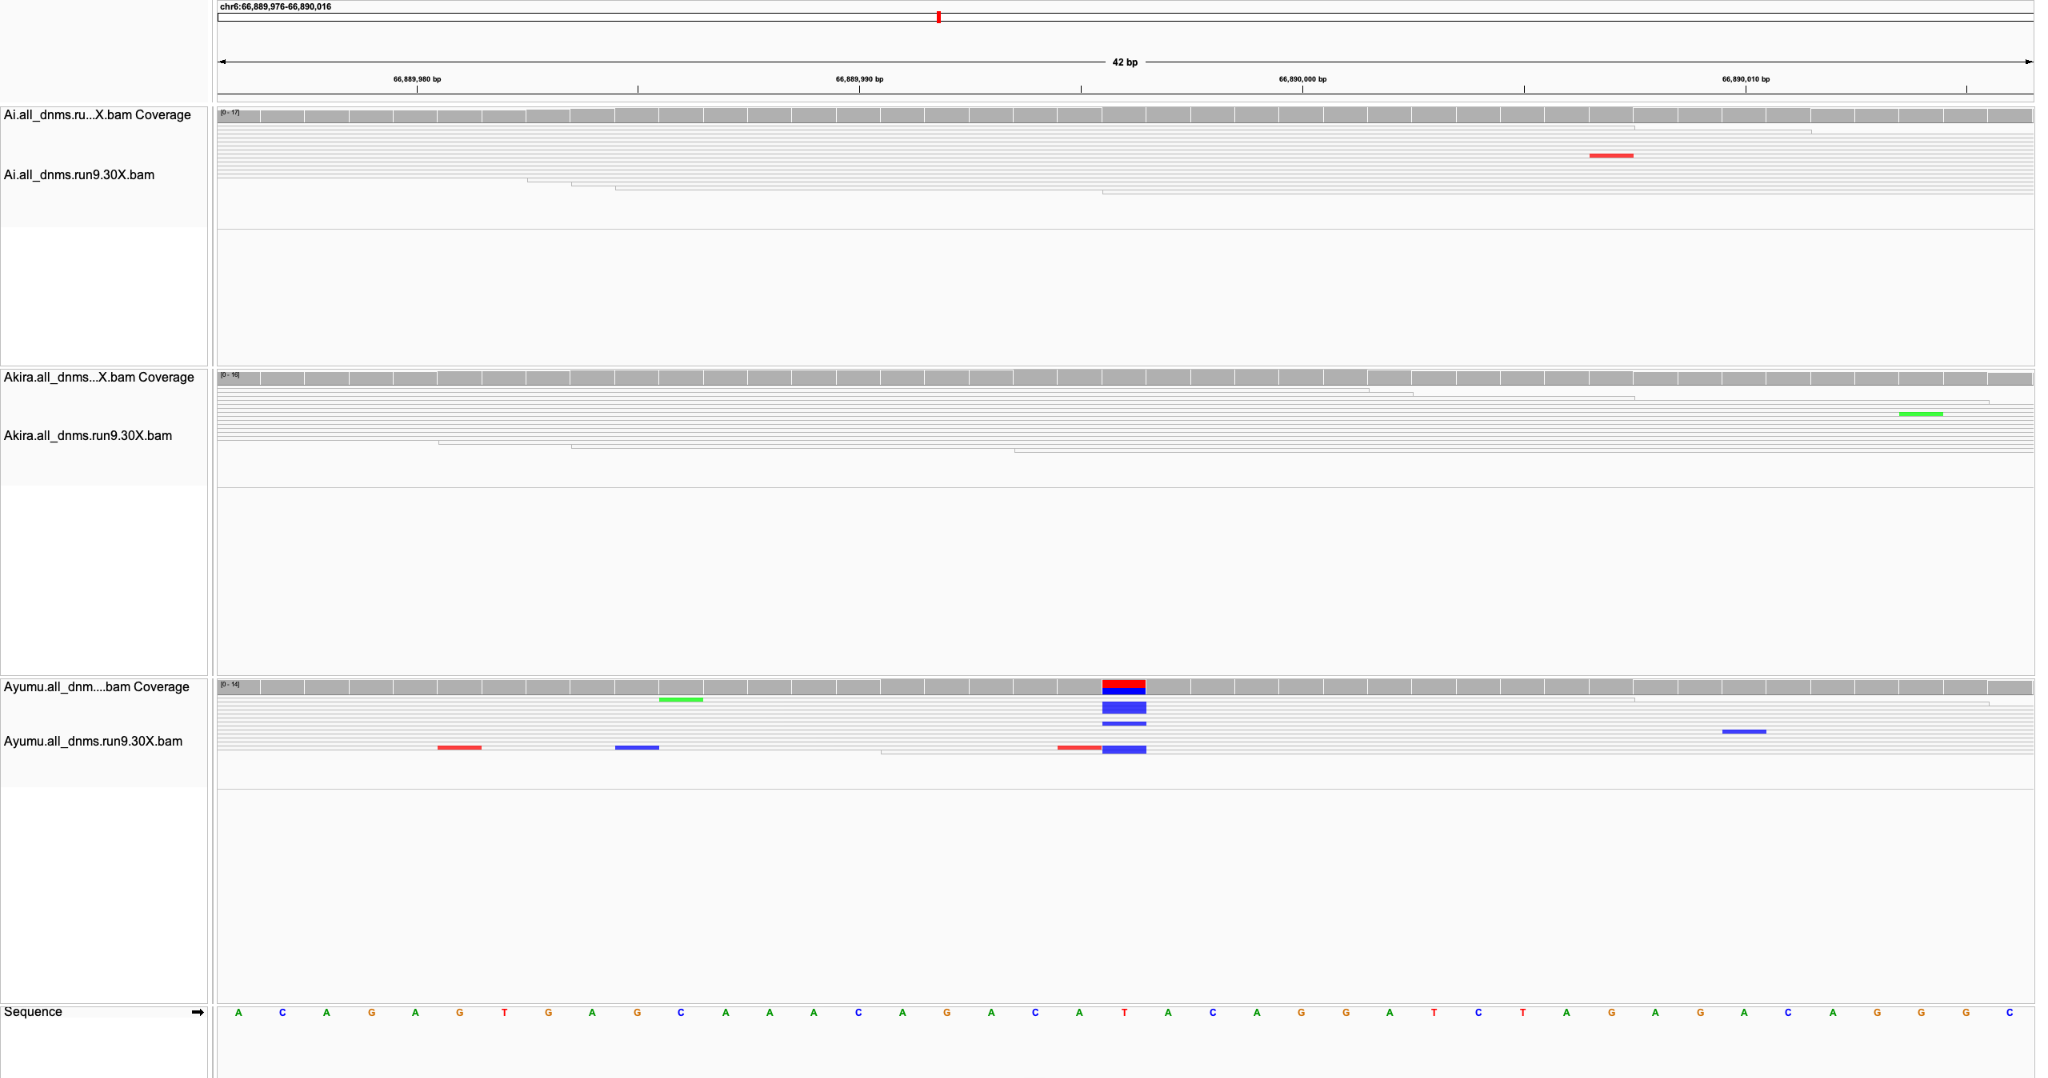 chr6:66,889,976-66,890,016
42 bp
66,889,980 bp 66,889,990 bp 66,890,000 bp 66,890,010 bp
Ai.all_dnms.ru...X.bam Coverage
[0 - 17]
Ai.all_dnms.run9.30X.bam
Akira.all_dnms...X.bam Coverage
[0 - 16]
Akira.all_dnms.run9.30X.bam
Ayumu.all_dnm....bam Coverage
[0 - 14]
Ayumu.all_dnms.run9.30X.bam
Sequence A C A G A G T G A G C A A A C A G A C A T A C A G G A T C T A G A G A C A G G G C